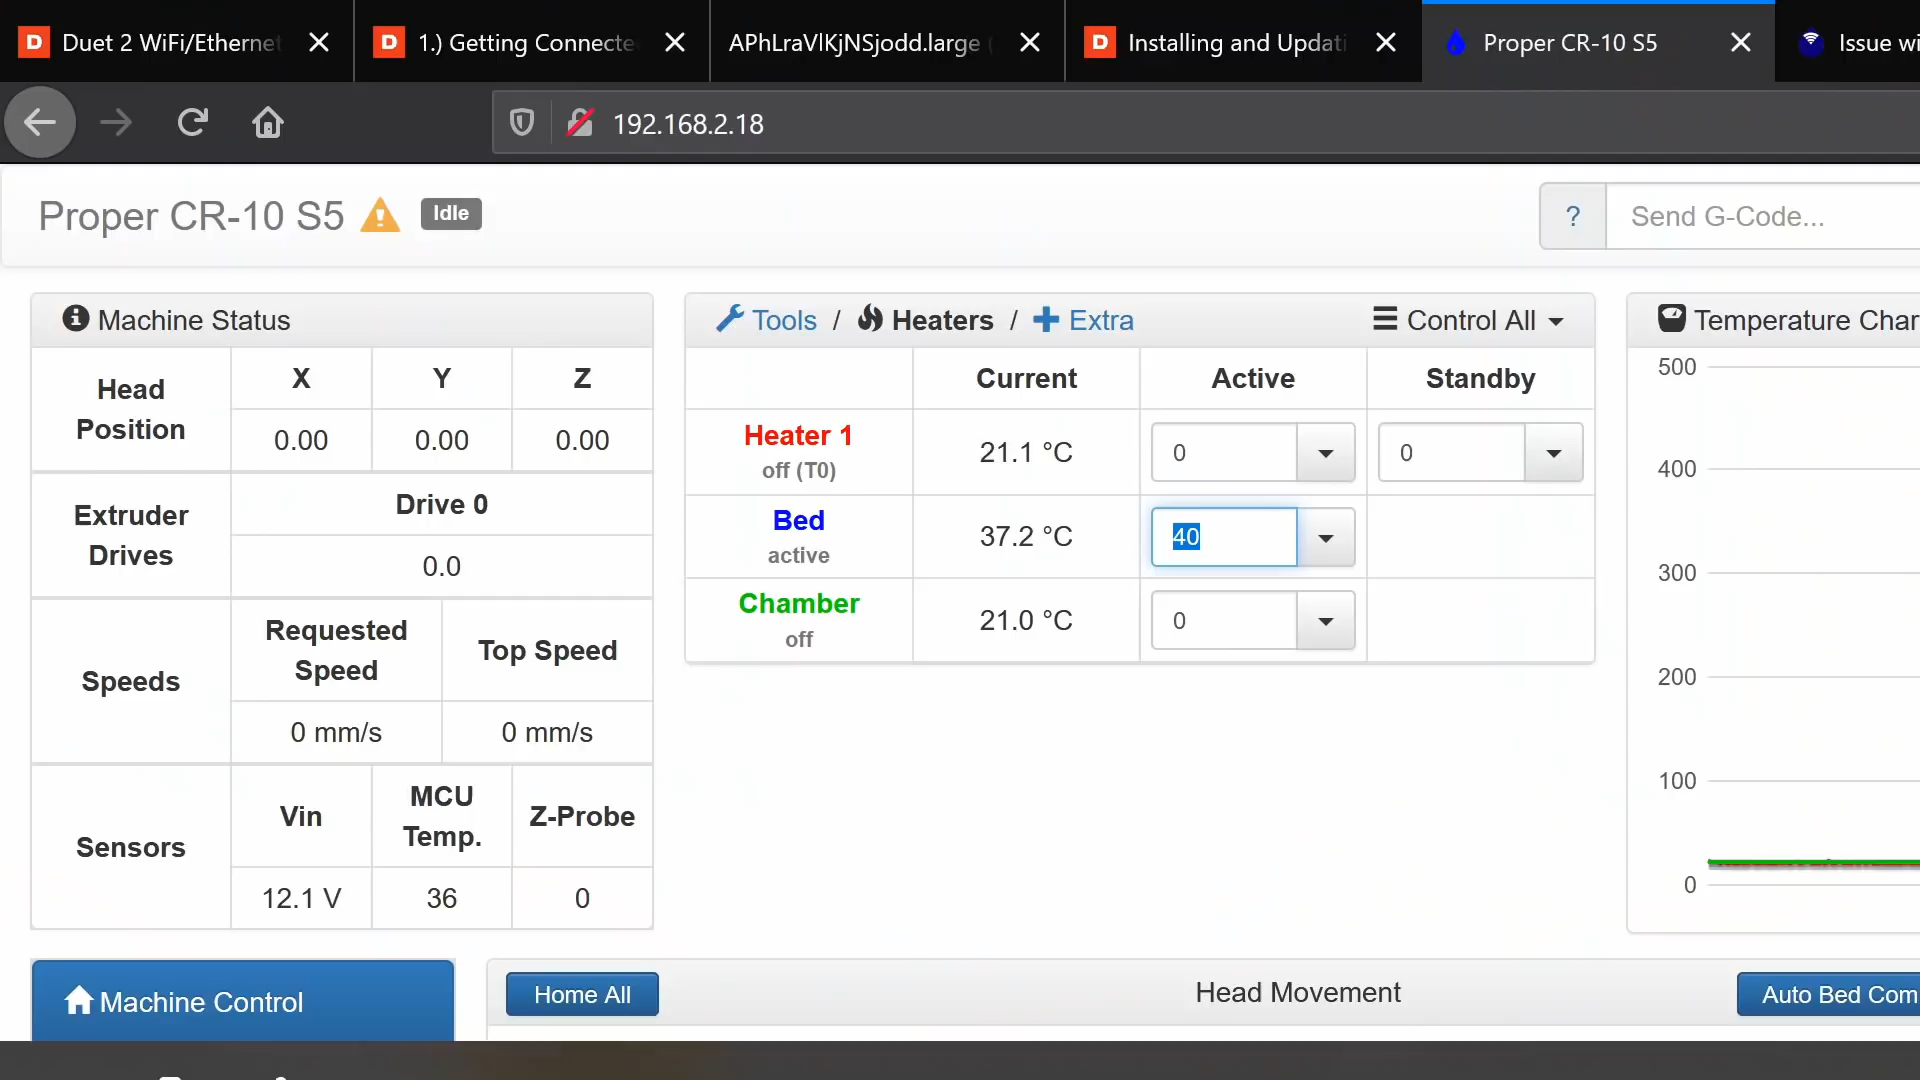 Duet 2 WiFi/Ethernet
1.) Getting Connecte
APhLraVlKjNSjodd.large
Installing and Updati
Proper CR-10 S5
Issue wi
192.168.2.18
Proper CR-10 S5
Idle
?
Send G-Code...
Machine Status
Head
Position
X
Y
Z
0.00
0.00
0.00
Extruder
Drives
Drive 0
0.0
Speeds
Requested
Speed
Top Speed
0 mm/s
0 mm/s
Sensors
Vin
MCU
Temp.
Z-Probe
12.1 V
36
0
Tools / Heaters / Extra
Control All
Current
Active
Standby
Heater 1
off (T0)
21.1 °C
0
0
Bed
active
37.2 °C
40
Chamber
off
21.0 °C
0
Temperature Char
500
400
300
200
100
0
Machine Control
Home All
Head Movement
Auto Bed Com